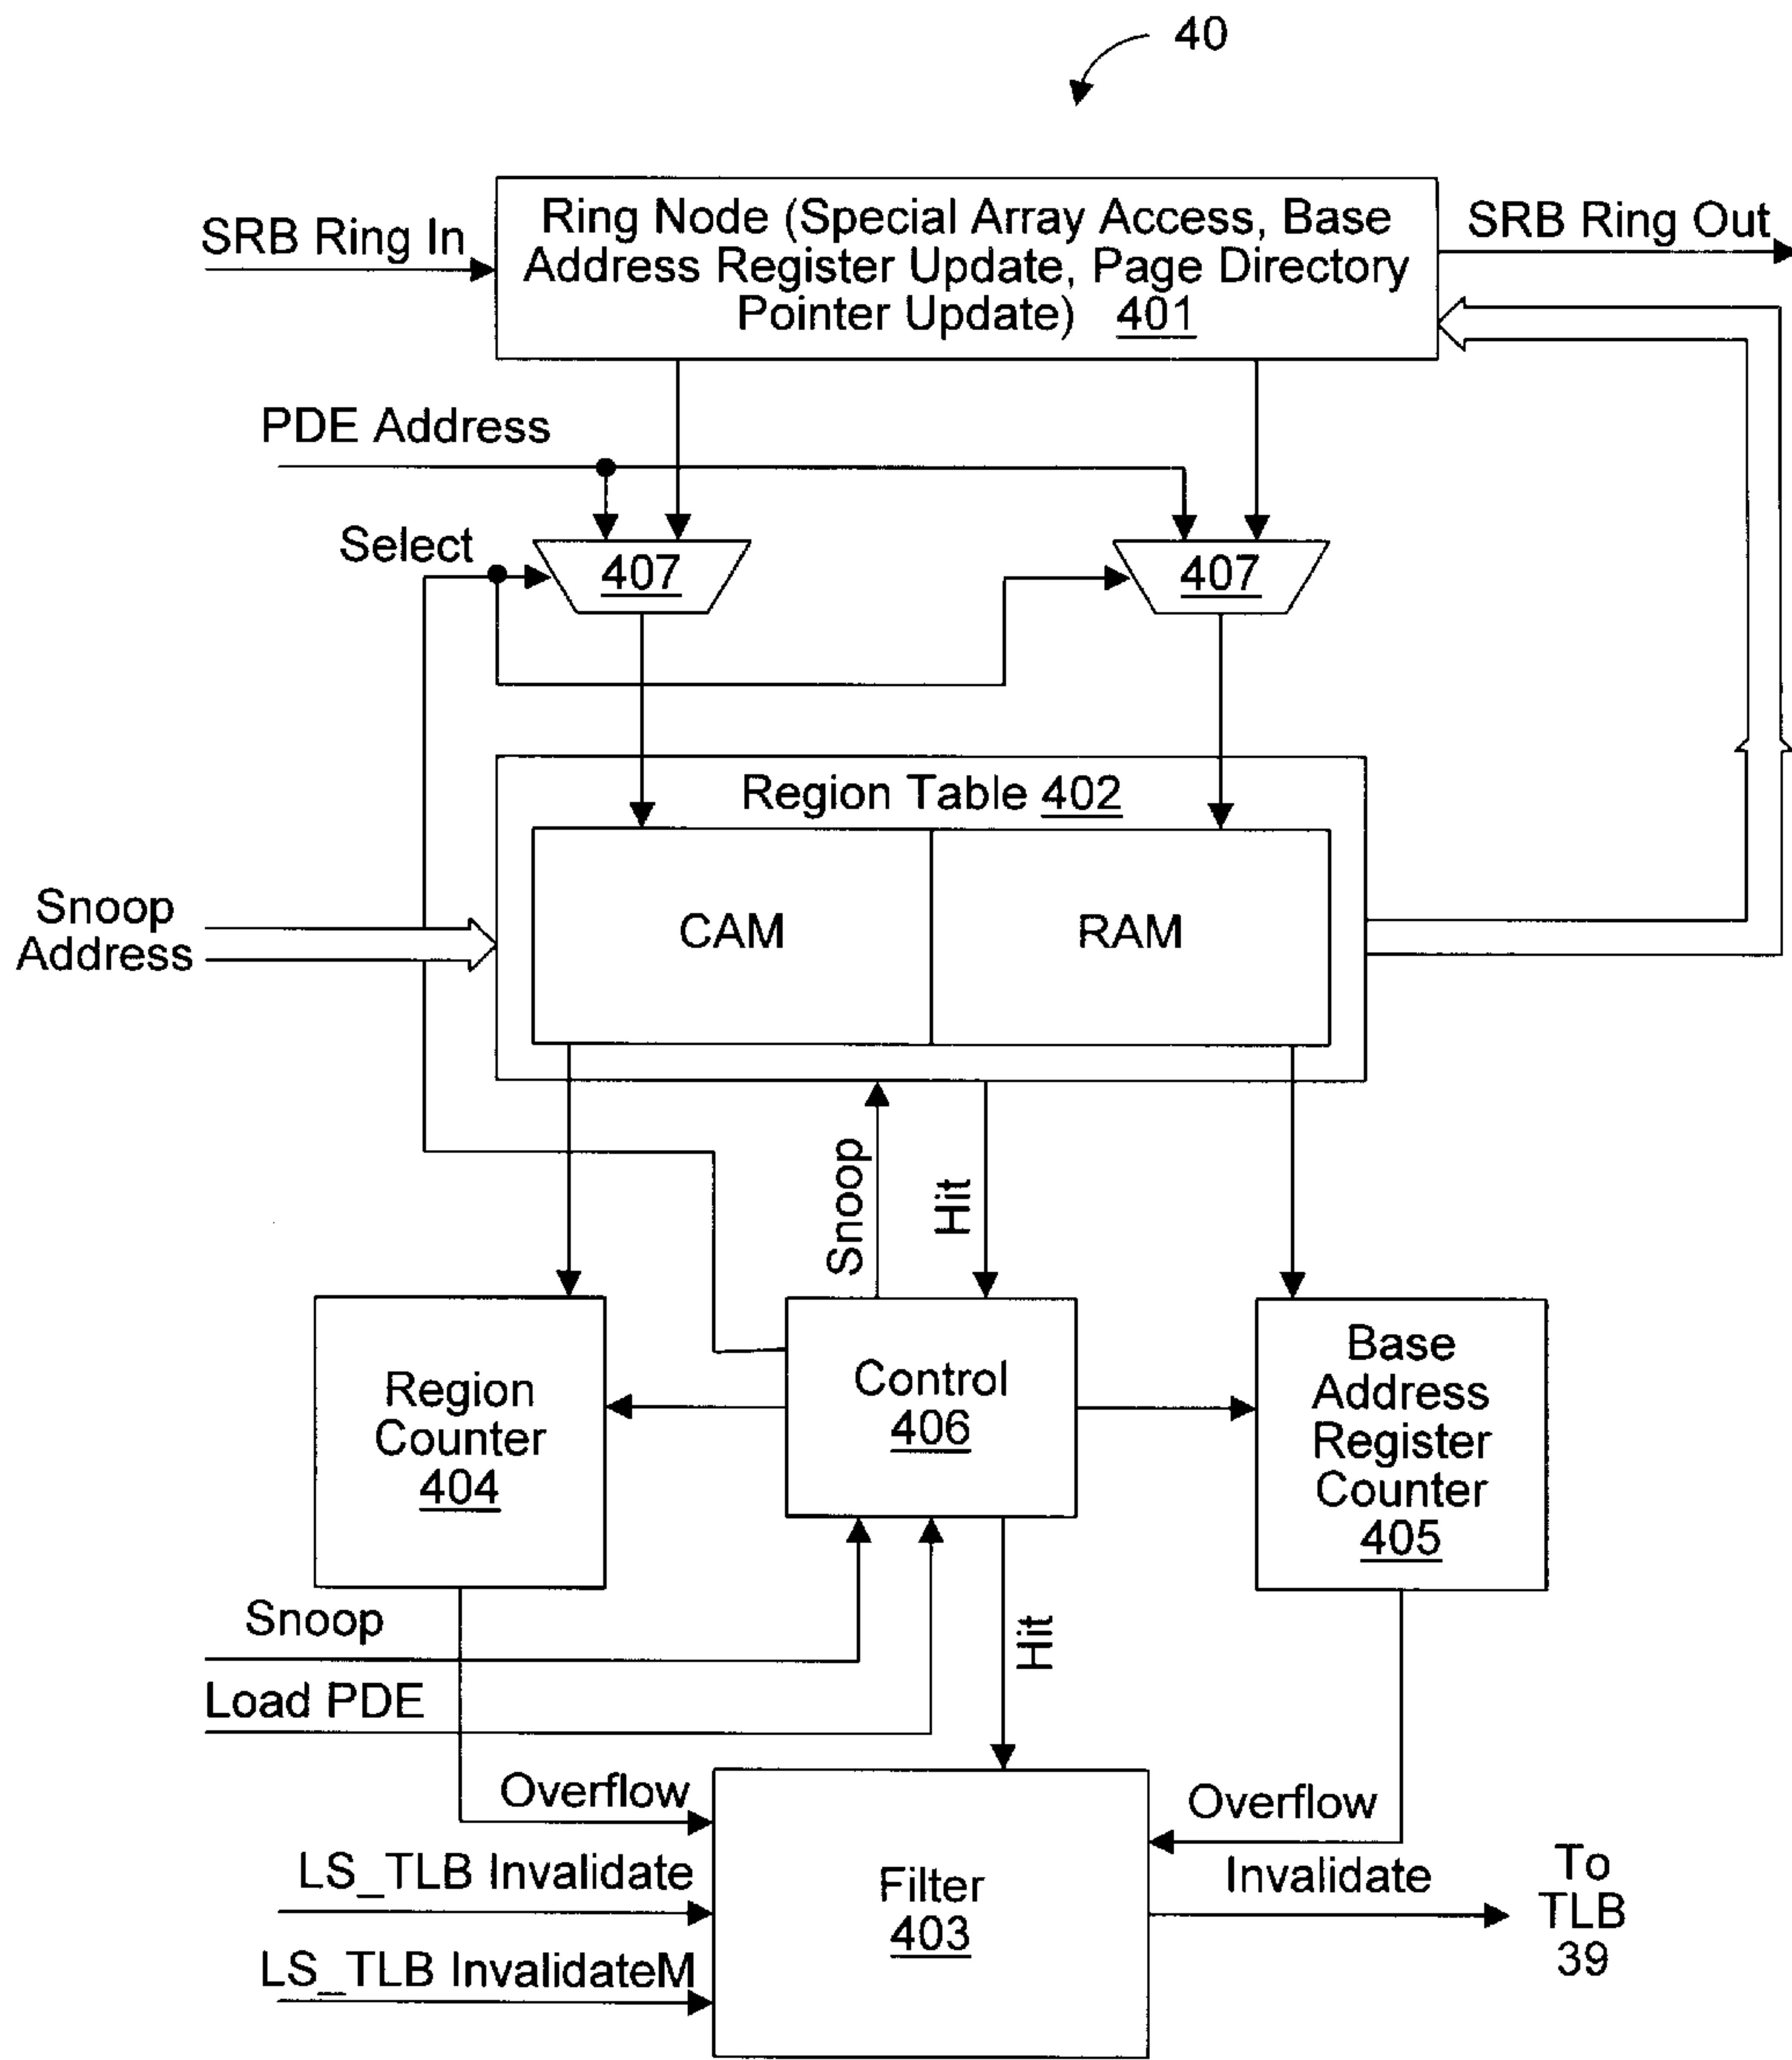 40
SRB Ring In
Ring Node (Special Array Access, Base
Address Register Update, Page Directory
Pointer Update) 401
SRB Ring Out
PDE Address
Select
407
407
Region Table 402
Snoop
Address
CAM
RAM
Snoop
Hit
Region
Counter
404
Control
406
Base
Address
Register
Counter
405
Snoop
Load PDE
Hit
Overflow
Overflow
LS_TLB Invalidate
LS_TLB InvalidateM
Filter
403
Invalidate
To
TLB
39